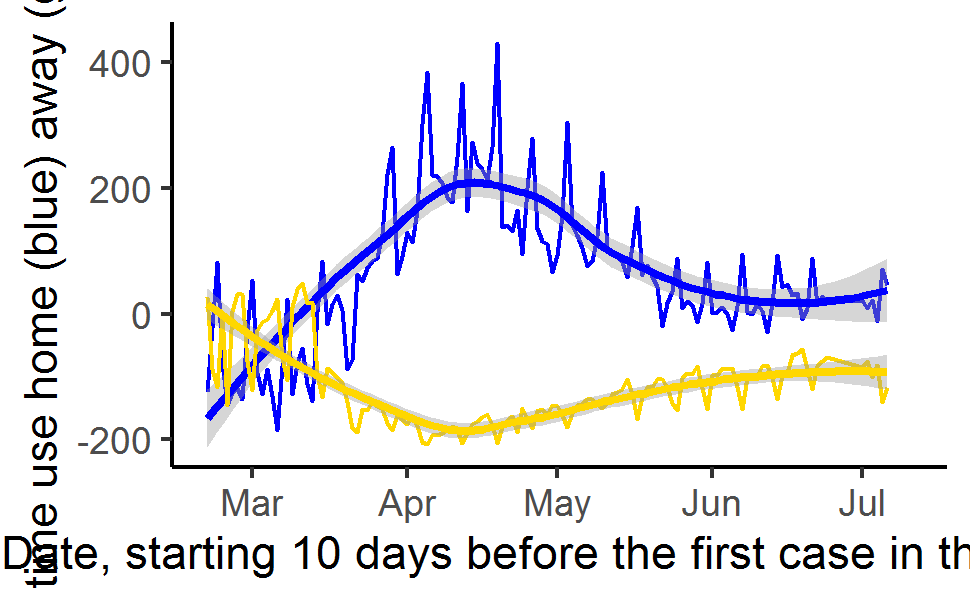 time use home (blue) away (
400
200
0
-200
Mar Apr May Jun Jul
Date, starting 10 days before the first case in th